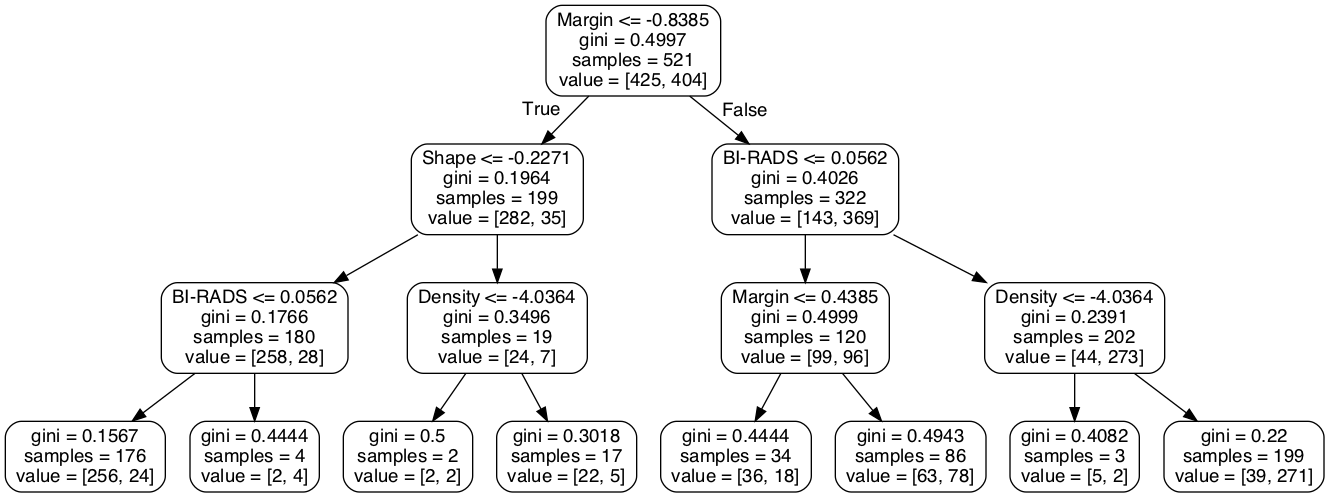 Margin <= -0.8385
gini = 0.4997
samples = 521
value = [425, 404]
True
False
Shape <= -0.2271
gini = 0.1964
samples = 199
value = [282, 35]
BI-RADS <= 0.0562
gini = 0.4026
samples = 322
value = [143, 369]
BI-RADS <= 0.0562
gini = 0.1766
samples = 180
value = [258, 28]
Density <= -4.0364
gini = 0.3496
samples = 19
value = [24, 7]
Margin <= 0.4385
gini = 0.4999
samples = 120
value = [99, 96]
Density <= -4.0364
gini = 0.2391
samples = 202
value = [44, 273]
gini = 0.1567
samples = 176
value = [256, 24]
gini = 0.4444
samples = 4
value = [2, 4]
gini = 0.5
samples = 2
value = [2, 2]
gini = 0.3018
samples = 17
value = [22, 5]
gini = 0.4444
samples = 34
value = [36, 18]
gini = 0.4943
samples = 86
value = [63, 78]
gini = 0.4082
samples = 3
value = [5, 2]
gini = 0.22
samples = 199
value = [39, 271]